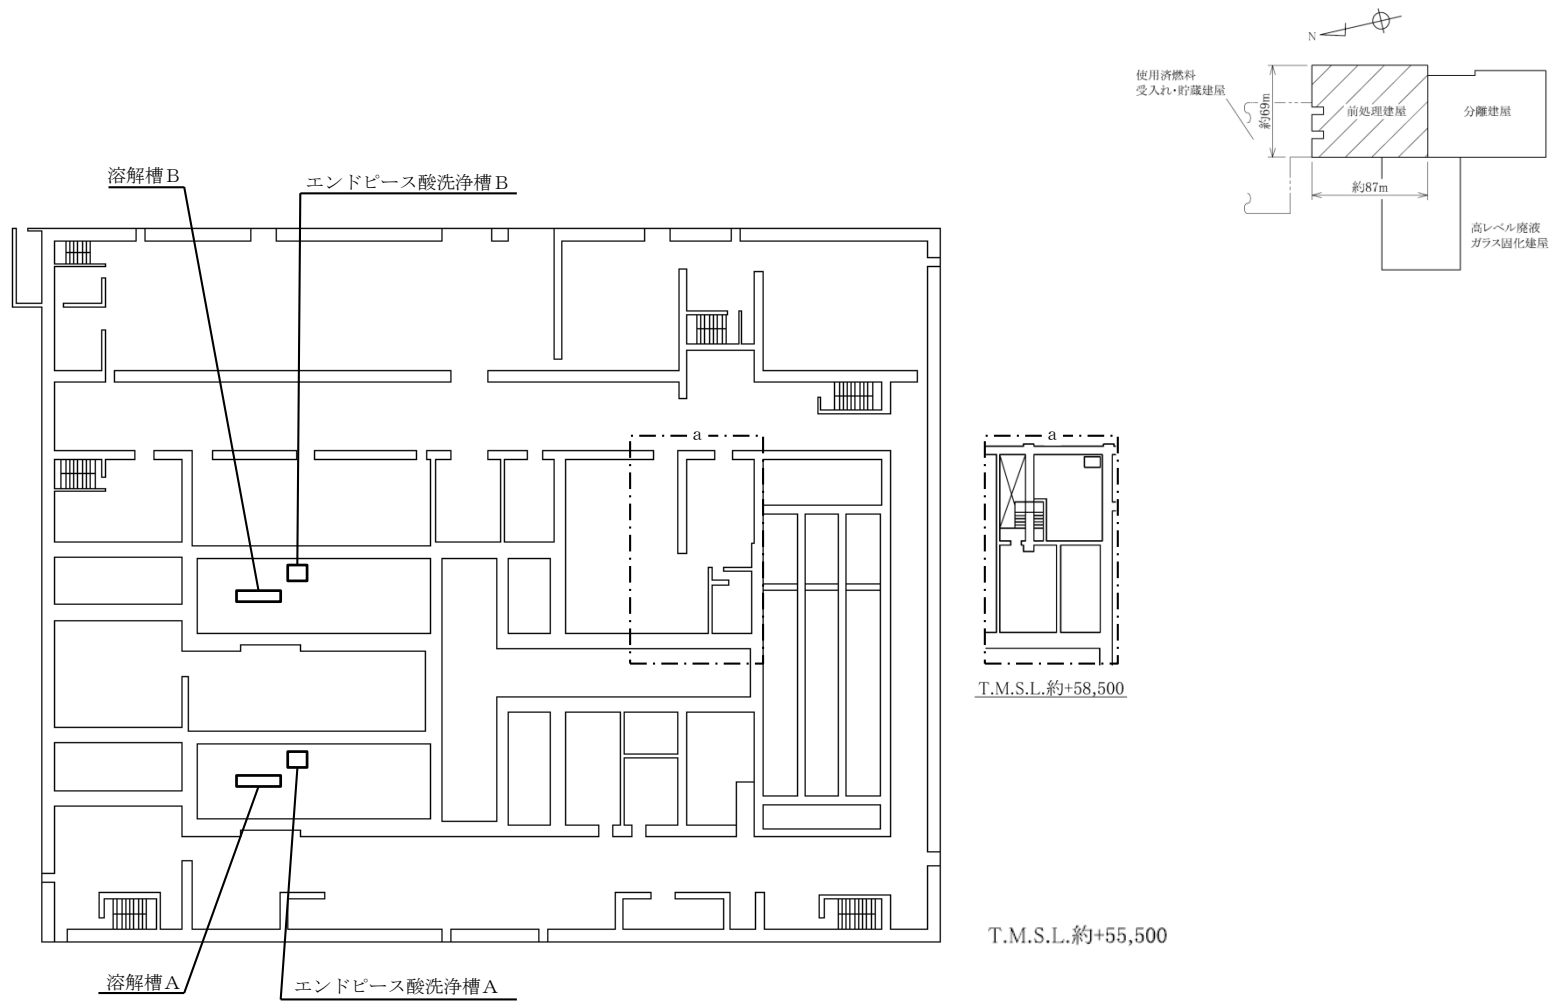 N
使用済燃料
受入れ・貯蔵建屋
約69m
前処理建屋
分離建屋
約87m
高レベル廃液
ガラス固化建屋
溶解槽B
エンドピース酸洗浄槽B
a
a
T.M.S.L.約+58,500
T.M.S.L.約+55,500
溶解槽A
エンドピース酸洗浄槽A